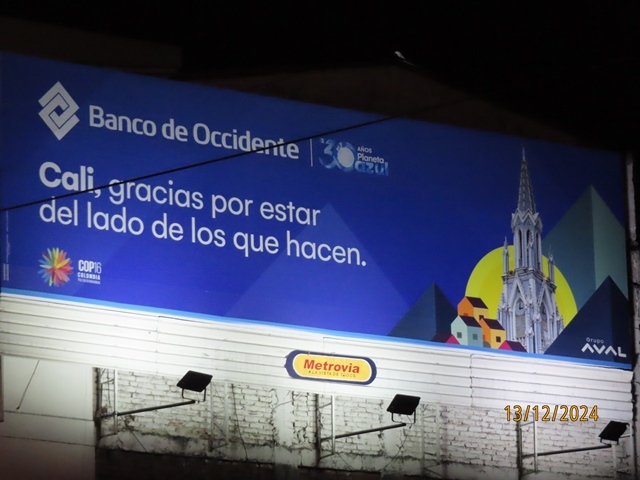 Banco de Occidente
30 AÑOS
Planeta
azul
Cali, gracias por estar
del lado de los que hacen.
COP16
COLOMBIA
Grupo
AVAL
Metrovia
13/12/2024